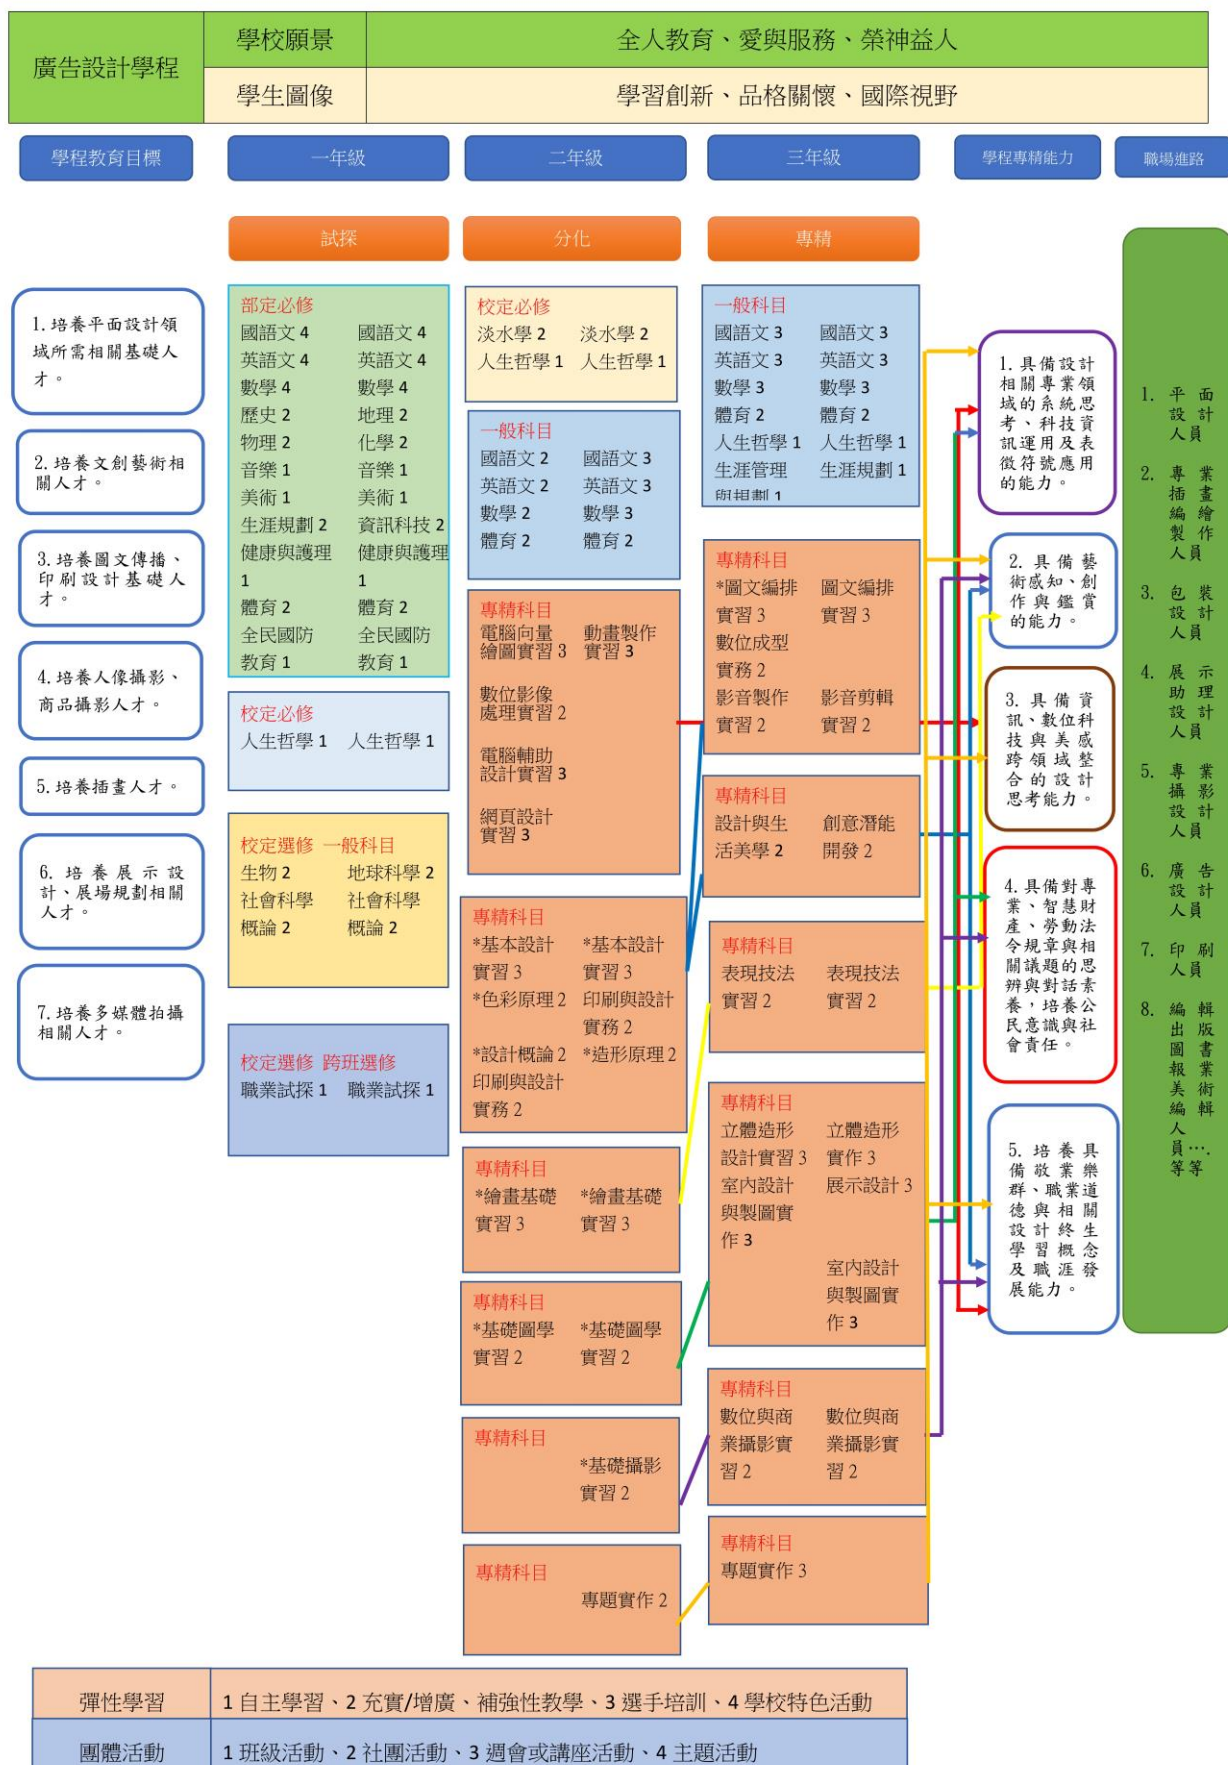 廣告設計學程
學校願景 全人教育、愛與服務、榮神益人
學生圖像 學習創新、品格關懷、國際視野
學程教育目標
一年級
二年級
三年級
學程專精能力
職場進路
試探
分化
專精
1.培養平面設計領
域所需相關基礎人
才。
2.培養文創藝術相
關人才。
3.培養圖文傳播、
印刷設計基礎人
才。
4.培養人像攝影、
商品攝影人才。
5.培養插畫人才。
6.培養展示設
計、展場規劃相關
人才。
7.培養多媒體拍攝
相關人才。
部定必修
國語文 4 國語文 4
英語文 4 英語文 4
數學 4 數學 4
歷史 2 地理 2
物理 2 化學 2
音樂 1 音樂 1
美術 1 美術 1
生涯規劃 2 資訊科技 2
健康與護理 健康與護理
1 1
體育 2 體育 2
全民國防 全民國防
教育 1 教育 1
校定必修
人生哲學 1 人生哲學 1
校定選修 一般科目
生物 2 地球科學 2
社會科學 社會科學
概論 2 概論 2
校定選修 跨班選修
職業試探 1 職業試探 1
校定必修
淡水學 2 淡水學 2
人生哲學 1 人生哲學 1
一般科目
國語文 2 國語文 3
英語文 2 英語文 3
數學 2 數學 3
體育 2 體育 2
專精科目
電腦向量 動畫製作
繪圖實習 3 實習 3
數位影像
處理實習 2
電腦輔助
設計實習 3
網頁設計
實習 3
專精科目
*基本設計 *基本設計
實習 3 實習 3
*色彩原理 2 印刷與設計
實務 2
*設計概論 2 *造形原理 2
印刷與設計
實務 2
專精科目
*繪畫基礎 *繪畫基礎
實習 3 實習 3
專精科目
*基礎圖學 *基礎圖學
實習 2 實習 2
專精科目
*基礎攝影
實習 2
專精科目
專題實作 2
一般科目
國語文 3 國語文 3
英語文 3 英語文 3
數學 3 數學 3
體育 2 體育 2
人生哲學 1 人生哲學 1
生涯管理 生涯規劃 1
與規劃 1
專精科目
*圖文編排 圖文編排
實習 3 實習 3
數位成型
實務 2
影音製作 影音剪輯
實習 2 實習 2
專精科目
設計與生 創意潛能
活美學 2 開發 2
專精科目
表現技法 表現技法
實習 2 實習 2
專精科目
立體造形 立體造形
設計實習 3 實作 3
室內設計 展示設計 3
與製圖實
作 3
室內設計
與製圖實
作 3
專精科目
數位與商 數位與商
業攝影實 業攝影實
習 2 習 2
專精科目
專題實作 3
1.具備設計
相關專業領
域的系統思
考、科技資
訊運用及表
徵符號應用
的能力。
2.具備藝
術感知、創
作與鑑賞
的能力。
3.具備資
訊、數位科
技與美感
跨領域整
合的設計
思考能力。
4.具備對專
業、智慧財
產、勞動法
令規章與相
關議題的思
辨與對話素
養，培養公
民意識與社
會責任。
5.培養具
備敬業樂
群、職業道
德與相關
設計終生
學習概念
及職涯發
展能力。
1. 平面
設計
人員
2. 專業
插畫
編繪
製作
人員
3. 包裝
設計
人員
4. 展示
助理
設計
人員
5. 專業
攝影
設計
人員
6. 廣告
設計
人員
7. 印刷
人員
8. 編輯
出版
圖書
報業
美術
編輯
人
員….
等等
彈性學習 1 自主學習、2 充實/增廣、補強性教學、3 選手培訓、4 學校特色活動
團體活動 1 班級活動、2 社團活動、3 週會或講座活動、4 主題活動